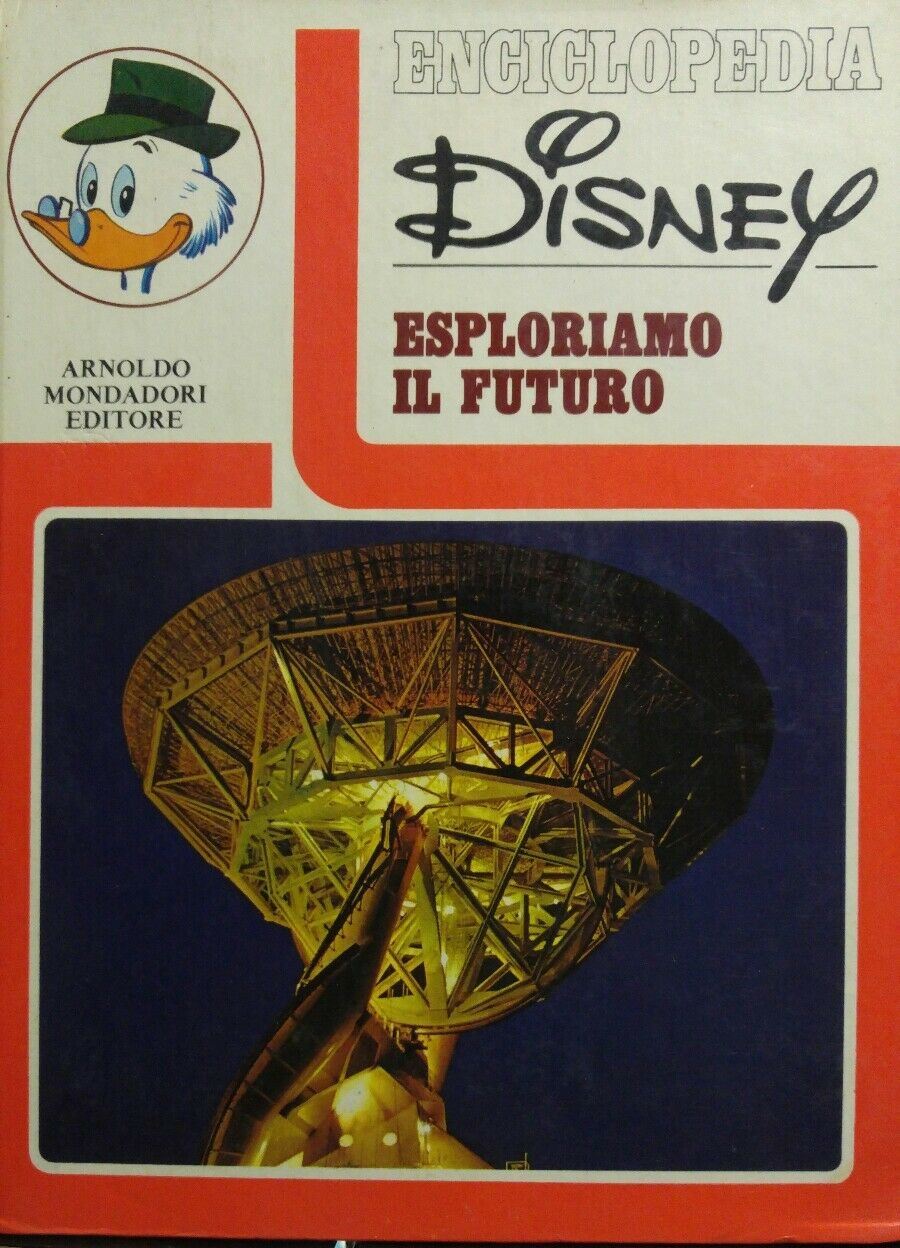 ENCICLOPEDIA
DISNEY
ESPLORIAMO
IL FUTURO
ARNOLDO
MONDADORI
EDITORE